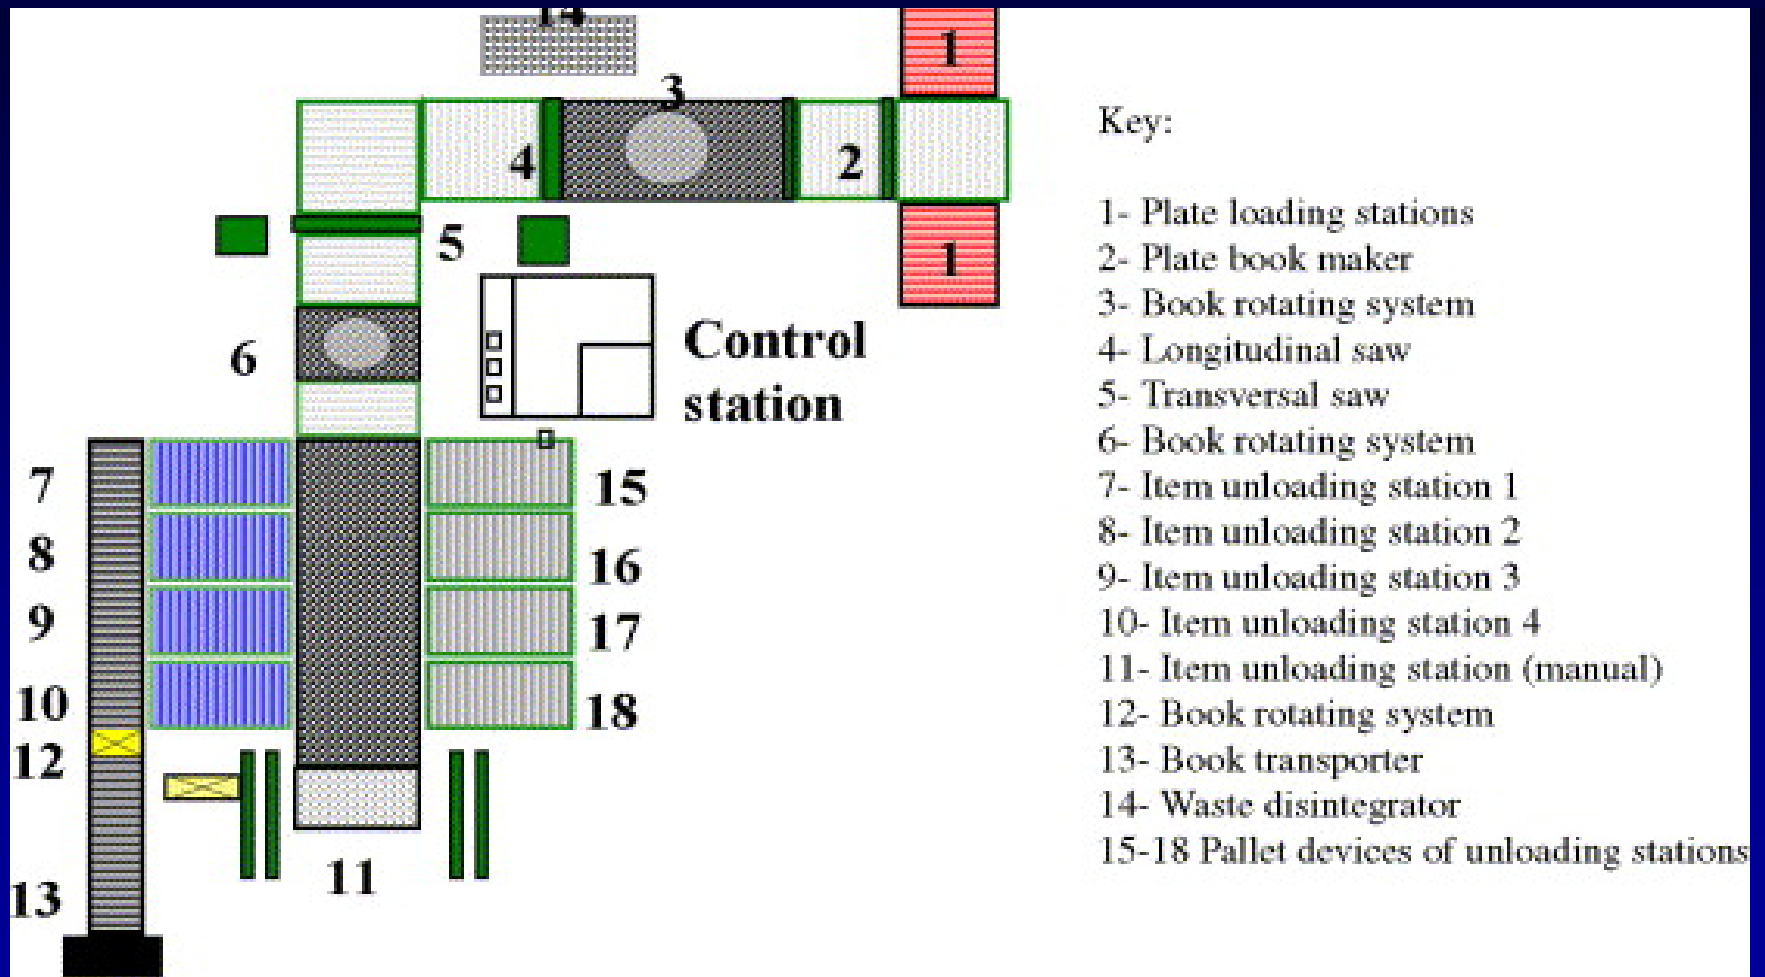 14
1
3
4
2
5
1
6
Control
station
7
15
8
16
9
17
10
18
12
11
13
Key:
1- Plate loading stations
2- Plate book maker
3- Book rotating system
4- Longitudinal saw
5- Transversal saw
6- Book rotating system
7- Item unloading station 1
8- Item unloading station 2
9- Item unloading station 3
10- Item unloading station 4
11- Item unloading station (manual)
12- Book rotating system
13- Book transporter
14- Waste disintegrator
15-18 Pallet devices of unloading stations